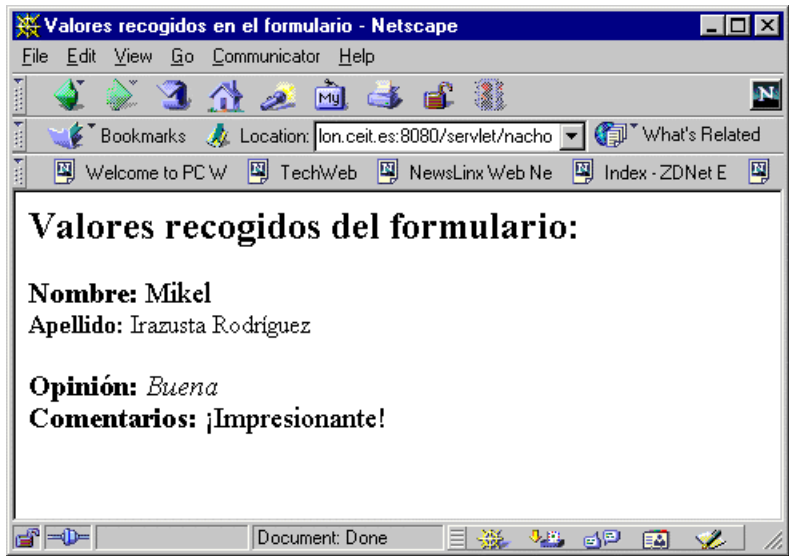 Valores recogidos en el formulario - Netscape
File Edit View Go Communicator Help
My N
Bookmarks Location: lon.ceit.es:8080/servlet/nacho What's Related
Welcome to PC W TechWeb NewsLinx Web Ne Index - ZDNet E
Valores recogidos del formulario:
Nombre: Mikel
Apellido: Irazusta Rodríguez
Opinión: Buena
Comentarios: ¡Impresionante!
Document: Done